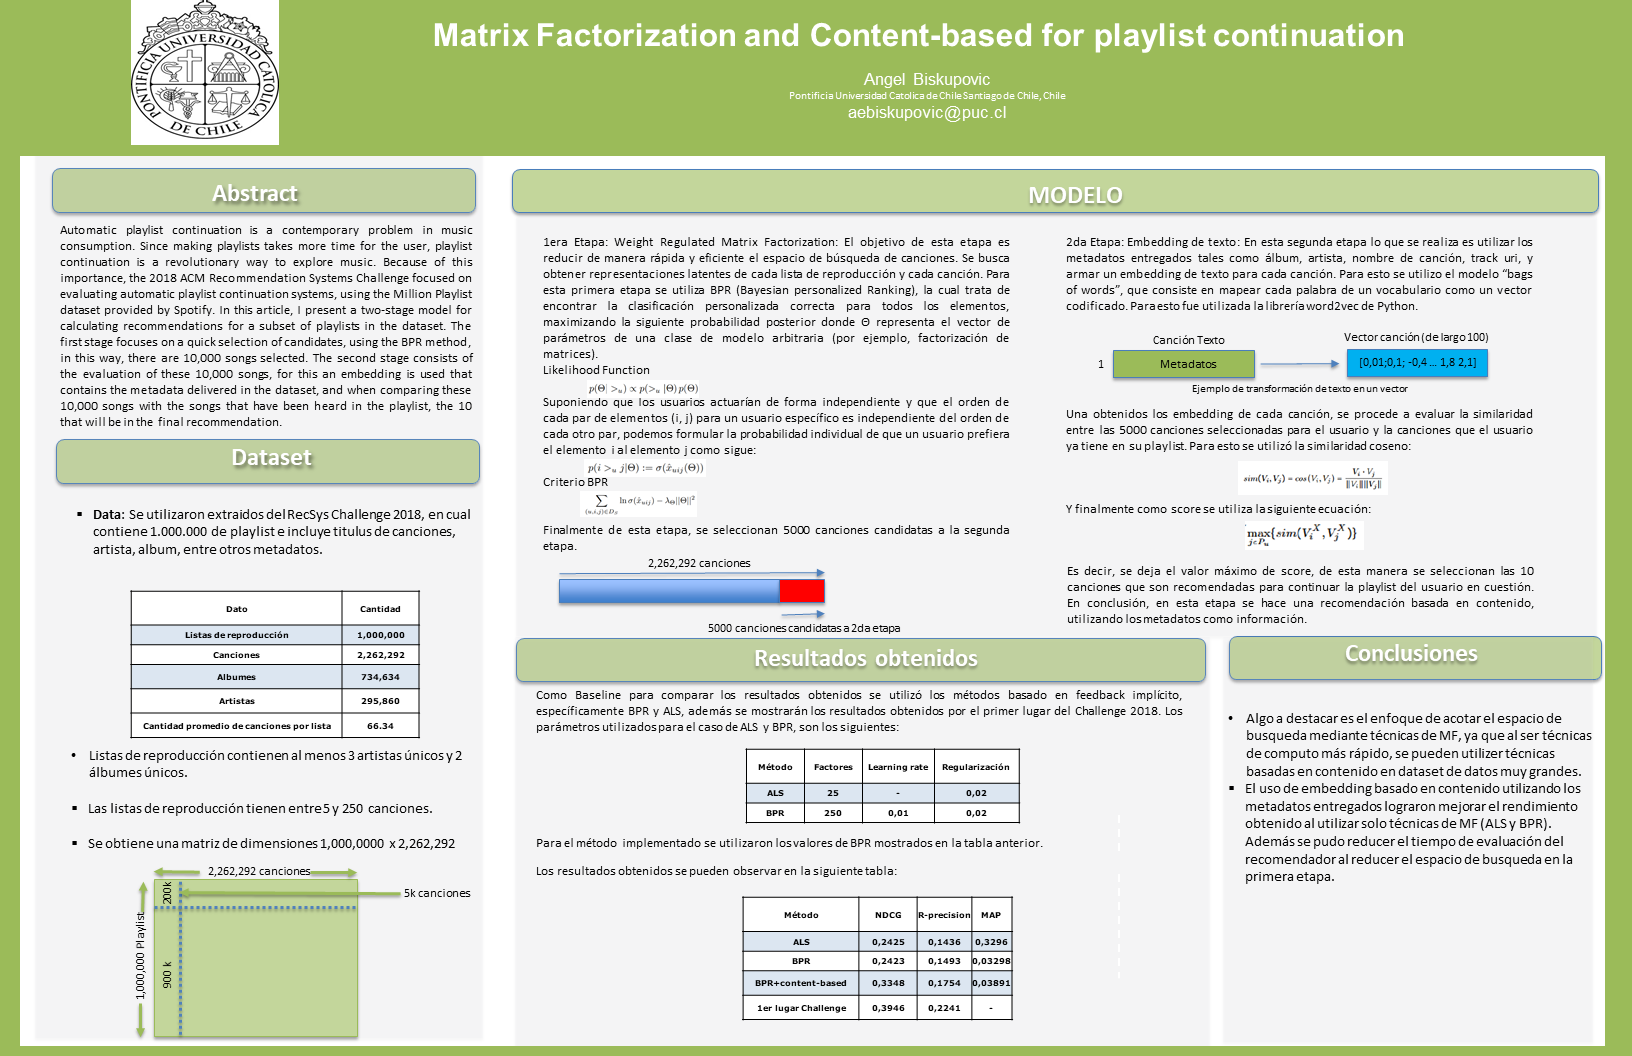 PONTIFICIA UNIVERSIDAD CATOLICA DE CHILE
Matrix Factorization and Content-based for playlist continuation
Angel Biskupovic
Pontificia Universidad Catolica de Chile Santiago de Chile, Chile
aebiskupovic@puc.cl
Abstract
Automatic playlist continuation is a contemporary problem in music
consumption. Since making playlists takes more time for the user, playlist
continuation is a revolutionary way to explore music. Because of this
importance, the 2018 ACM Recommendation Systems Challenge focused on
evaluating automatic playlist continuation systems, using the Million Playlist
dataset provided by Spotify. In this article, I present a two-stage model for
calculating recommendations for a subset of playlists in the dataset. The
first stage focuses on a quick selection of candidates, using the BPR method,
in this way, there are 10,000 songs selected. The second stage consists of
the evaluation of these 10,000 songs, for this an embedding is used that
contains the metadata delivered in the dataset, and when comparing these
10,000 songs with the songs that have been heard in the playlist, the 10
that will be in the final recommendation.
Dataset
▪ Data: Se utilizaron extraidos del RecSys Challenge 2018, en cual
contiene 1.000.000 de playlist e incluye titulus de canciones,
artista, album, entre otros metadatos.
Dato Cantidad
Listas de reproducción 1,000,000
Canciones 2,262,292
Albumes 734,634
Artistas 295,860
Cantidad promedio de canciones por lista 66.34
• Listas de reproducción contienen al menos 3 artistas únicos y 2
álbumes únicos.
▪ Las listas de reproducción tienen entre 5 y 250 canciones.
▪ Se obtiene una matriz de dimensiones 1,000,0000 x 2,262,292
2,262,292 canciones
200k
5k canciones
1,000,000 Playlist
900 k
MODELO
1era Etapa: Weight Regulated Matrix Factorization: El objetivo de esta etapa es
reducir de manera rápida y eficiente el espacio de búsqueda de canciones. Se busca
obtener representaciones latentes de cada lista de reproducción y cada canción. Para
esta primera etapa se utiliza BPR (Bayesian personalized Ranking), la cual trata de
encontrar la clasificación personalizada correcta para todos los elementos,
maximizando la siguiente probabilidad posterior donde Θ representa el vector de
parámetros de una clase de modelo arbitraria (por ejemplo, factorización de
matrices).
Likelihood Function
p(Θ| >u) ∝ p(>u |Θ) p(Θ)
Suponiendo que los usuarios actuarían de forma independiente y que el orden de
cada par de elementos (i, j) para un usuario específico es independiente del orden de
cada otro par, podemos formular la probabilidad individual de que un usuario prefiera
el elemento i al elemento j como sigue:
p(i >u j|Θ) := σ(x̂uij(Θ))
Criterio BPR
∑(u,i,j)∈DS ln σ(x̂uij) − λΘ||Θ||²
Finalmente de esta etapa, se seleccionan 5000 canciones candidatas a la segunda
etapa.
2,262,292 canciones
5000 canciones candidatas a 2da etapa
2da Etapa: Embedding de texto: En esta segunda etapa lo que se realiza es utilizar los
metadatos entregados tales como álbum, artista, nombre de canción, track uri, y
armar un embedding de texto para cada canción. Para esto se utilizo el modelo “bags
of words”, que consiste en mapear cada palabra de un vocabulario como un vector
codificado. Para esto fue utilizada la librería word2vec de Python.
Canción Texto
Vector canción (de largo 100)
1 Metadatos [0,01;0,1; -0,4 ... 1,8 2,1]
Ejemplo de transformación de texto en un vector
Una obtenidos los embedding de cada canción, se procede a evaluar la similaridad
entre las 5000 canciones seleccionadas para el usuario y la canciones que el usuario
ya tiene en su playlist. Para esto se utilizó la similaridad coseno:
sim(Vi, Vj) = cos(Vi, Vj) = Vi · Vj / ||Vi|| ||Vj||
Y finalmente como score se utiliza la siguiente ecuación:
max j∈Pu {sim(ViX, VjX)}
Es decir, se deja el valor máximo de score, de esta manera se seleccionan las 10
canciones que son recomendadas para continuar la playlist del usuario en cuestión.
En conclusión, en esta etapa se hace una recomendación basada en contenido,
utilizando los metadatos como información.
Resultados obtenidos
Como Baseline para comparar los resultados obtenidos se utilizó los métodos basado en feedback implícito,
específicamente BPR y ALS, además se mostrarán los resultados obtenidos por el primer lugar del Challenge 2018. Los
parámetros utilizados para el caso de ALS y BPR, son los siguientes:
Método Factores Learning rate Regularización
ALS 25 - 0,02
BPR 250 0,01 0,02
Para el método implementado se utilizaron los valores de BPR mostrados en la tabla anterior.
Los resultados obtenidos se pueden observar en la siguiente tabla:
Método NDCG R-precision MAP
ALS 0,2425 0,1436 0,3296
BPR 0,2423 0,1493 0,03298
BPR+content-based 0,3348 0,1754 0,03891
1er lugar Challenge 0,3946 0,2241 -
Conclusiones
• Algo a destacar es el enfoque de acotar el espacio de
busqueda mediante técnicas de MF, ya que al ser técnicas
de computo más rápido, se pueden utilizer técnicas
basadas en contenido en dataset de datos muy grandes.
▪ El uso de embedding basado en contenido utilizando los
metadatos entregados lograron mejorar el rendimiento
obtenido al utilizar solo técnicas de MF (ALS y BPR).
Además se pudo reducer el tiempo de evaluación del
recomendador al reducer el espacio de busqueda en la
primera etapa.